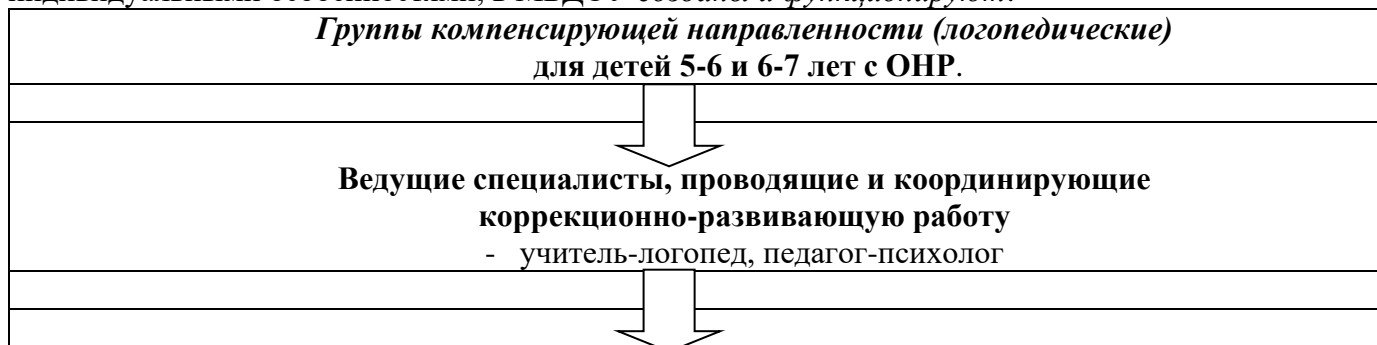 Группы компенсирующей направленности (логопедические)
для детей 5-6 и 6-7 лет с ОНР.
Ведущие специалисты, проводящие и координирующие
коррекционно-развивающую работу
- учитель-логопед, педагог-психолог